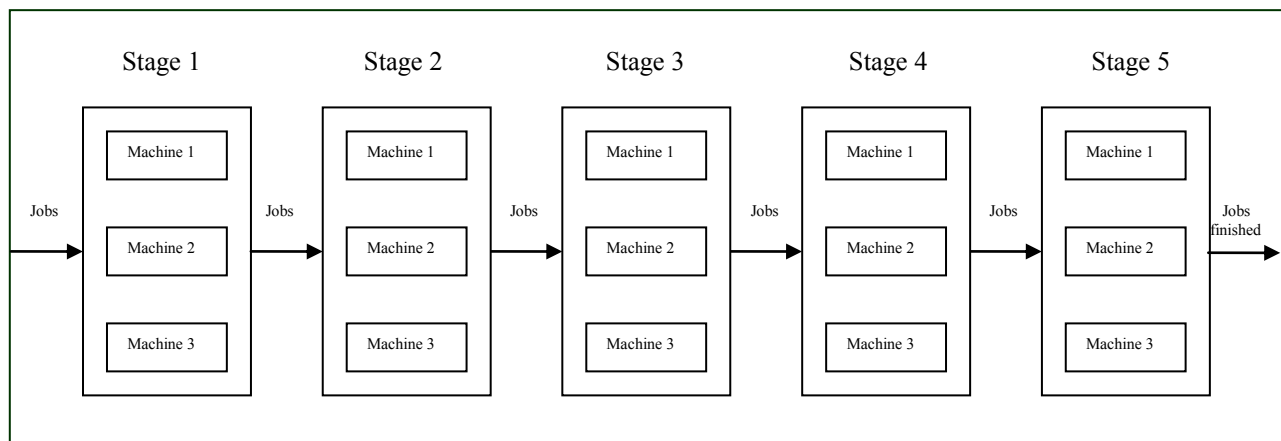 Stage 1
Stage 2
Stage 3
Stage 4
Stage 5
Machine 1
Machine 1
Machine 1
Machine 1
Machine 1
Jobs
Jobs
Jobs
Jobs
Jobs
Jobs
finished
Machine 2
Machine 2
Machine 2
Machine 2
Machine 2
Machine 3
Machine 3
Machine 3
Machine 3
Machine 3